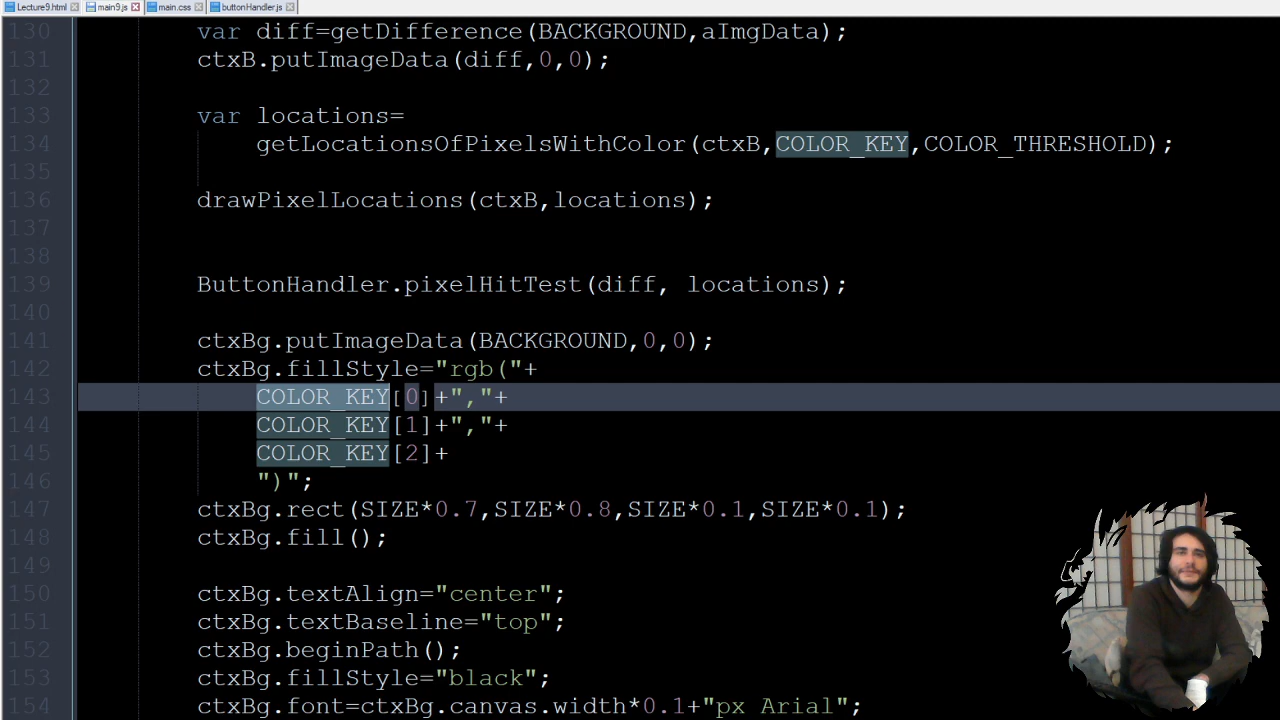 Lecture9.html main9.js main.css buttonHandler.js
130 var diff=getDifference(BACKGROUND,aImgData);
131 ctxB.putImageData(diff,0,0);
132
133 var locations=
134 getLocationsOfPixelsWithColor(ctxB,COLOR_KEY,COLOR_THRESHOLD);
135
136 drawPixelLocations(ctxB,locations);
137
138
139 ButtonHandler.pixelHitTest(diff, locations);
140
141 ctxBg.putImageData(BACKGROUND,0,0);
142 ctxBg.fillStyle="rgb("+
143 COLOR_KEY[0]+","+
144 COLOR_KEY[1]+","+
145 COLOR_KEY[2]+
146 ")";
147 ctxBg.rect(SIZE*0.7,SIZE*0.8,SIZE*0.1,SIZE*0.1);
148 ctxBg.fill();
149
150 ctxBg.textAlign="center";
151 ctxBg.textBaseline="top";
152 ctxBg.beginPath();
153 ctxBg.fillStyle="black";
154 ctxBg.font=ctxBg.canvas.width*0.1+"px Arial";